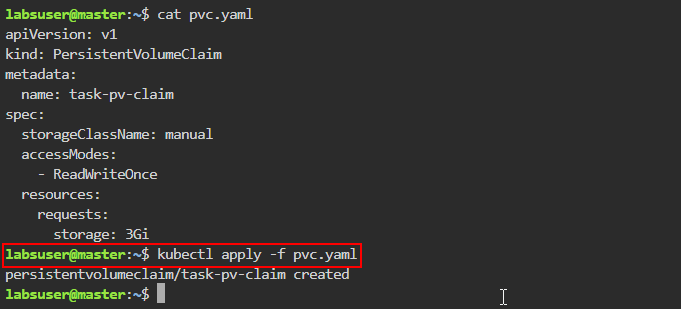 labsuser@master:~$ cat pvc.yaml
apiVersion: v1
kind: PersistentVolumeClaim
metadata:
  name: task-pv-claim
spec:
  storageClassName: manual
  accessModes:
    - ReadWriteOnce
  resources:
    requests:
      storage: 3Gi
labsuser@master:~$ kubectl apply -f pvc.yaml
persistentvolumeclaim/task-pv-claim created
labsuser@master:~$